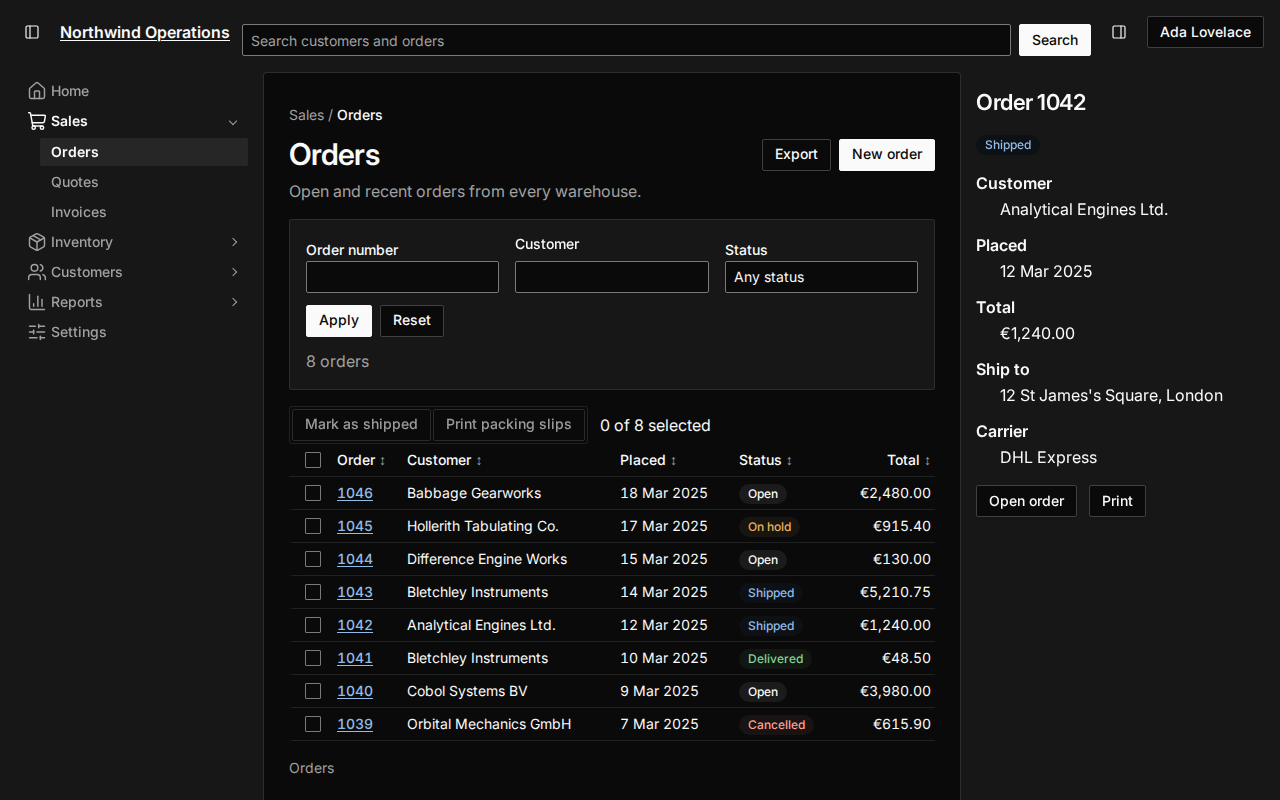 Northwind Operations
Search customers and orders
Search
Ada Lovelace
Home
Sales
Orders
Quotes
Invoices
Inventory
Customers
Reports
Settings
Sales / Orders
Orders
Export
New order
Open and recent orders from every warehouse.
Order number
Customer
Status
Any status
Apply
Reset
8 orders
Mark as shipped
Print packing slips
0 of 8 selected
Order ↕ Customer ↕ Placed ↕ Status ↕ Total ↕
1046 Babbage Gearworks 18 Mar 2025 Open €2,480.00
1045 Hollerith Tabulating Co. 17 Mar 2025 On hold €915.40
1044 Difference Engine Works 15 Mar 2025 Open €130.00
1043 Bletchley Instruments 14 Mar 2025 Shipped €5,210.75
1042 Analytical Engines Ltd. 12 Mar 2025 Shipped €1,240.00
1041 Bletchley Instruments 10 Mar 2025 Delivered €48.50
1040 Cobol Systems BV 9 Mar 2025 Open €3,980.00
1039 Orbital Mechanics GmbH 7 Mar 2025 Cancelled €615.90
Orders
Order 1042
Shipped
Customer
Analytical Engines Ltd.
Placed
12 Mar 2025
Total
€1,240.00
Ship to
12 St James's Square, London
Carrier
DHL Express
Open order
Print